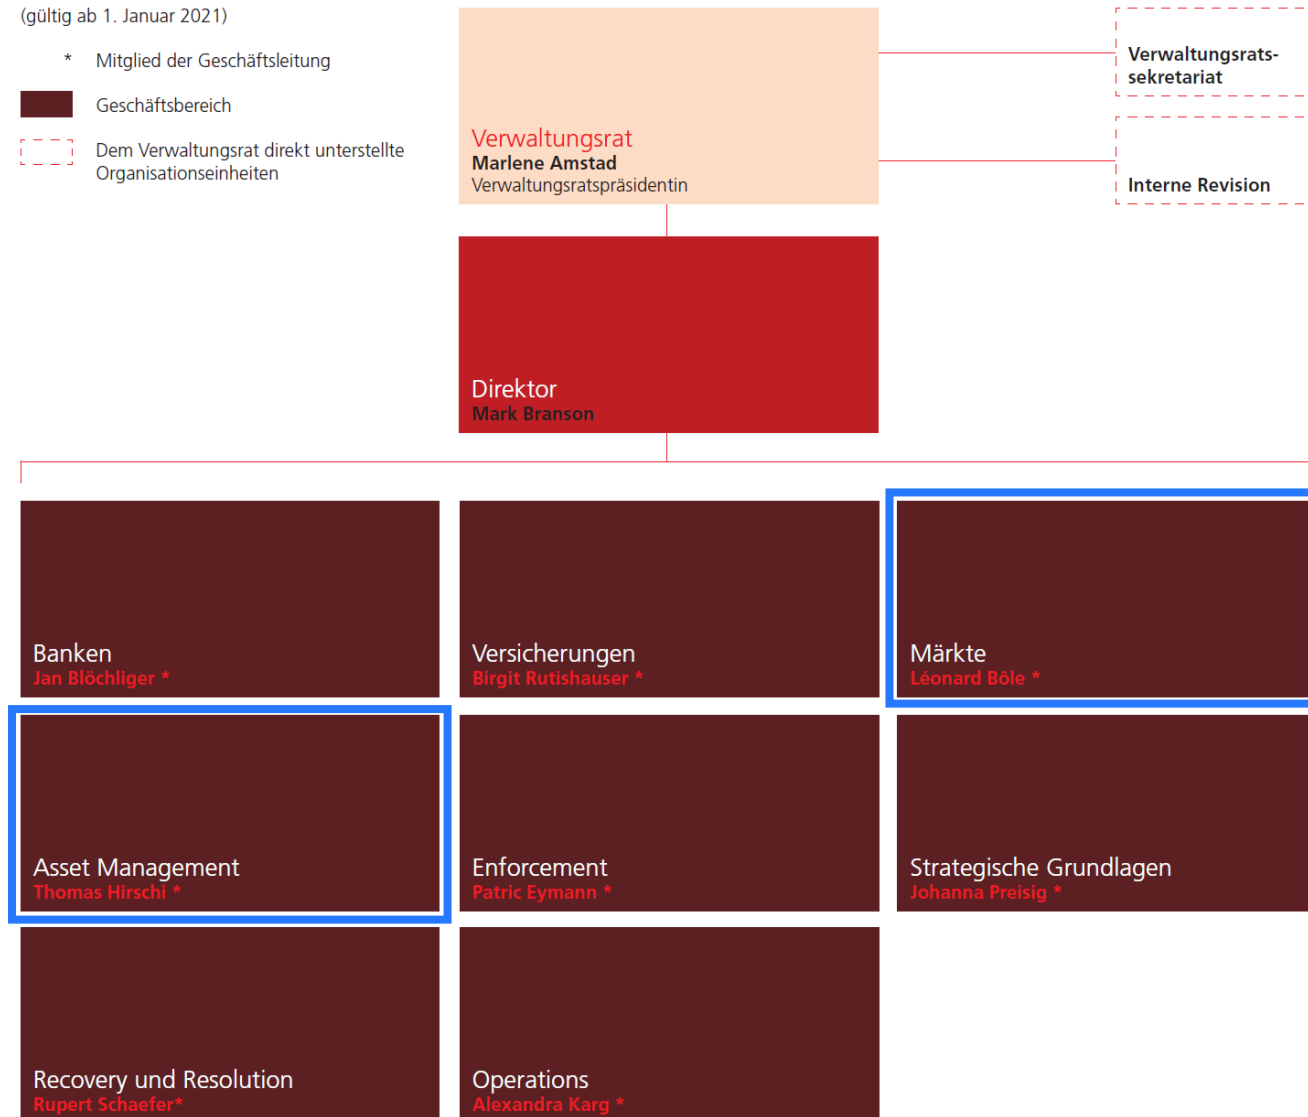 (gültig ab 1. Januar 2021)
* Mitglied der Geschäftsleitung
Geschäftsbereich
Dem Verwaltungsrat direkt unterstellte
Organisationseinheiten
Verwaltungsrat
Marlene Amstad
Verwaltungsratspräsidentin
Verwaltungsrats-
sekretariat
Interne Revision
Direktor
Mark Branson
Banken
Jan Blöchliger *
Versicherungen
Birgit Rutishauser *
Märkte
Léonard Bôle *
Asset Management
Thomas Hirschi *
Enforcement
Patric Eymann *
Strategische Grundlagen
Johanna Preisig *
Recovery und Resolution
Rupert Schaefer*
Operations
Alexandra Karg *